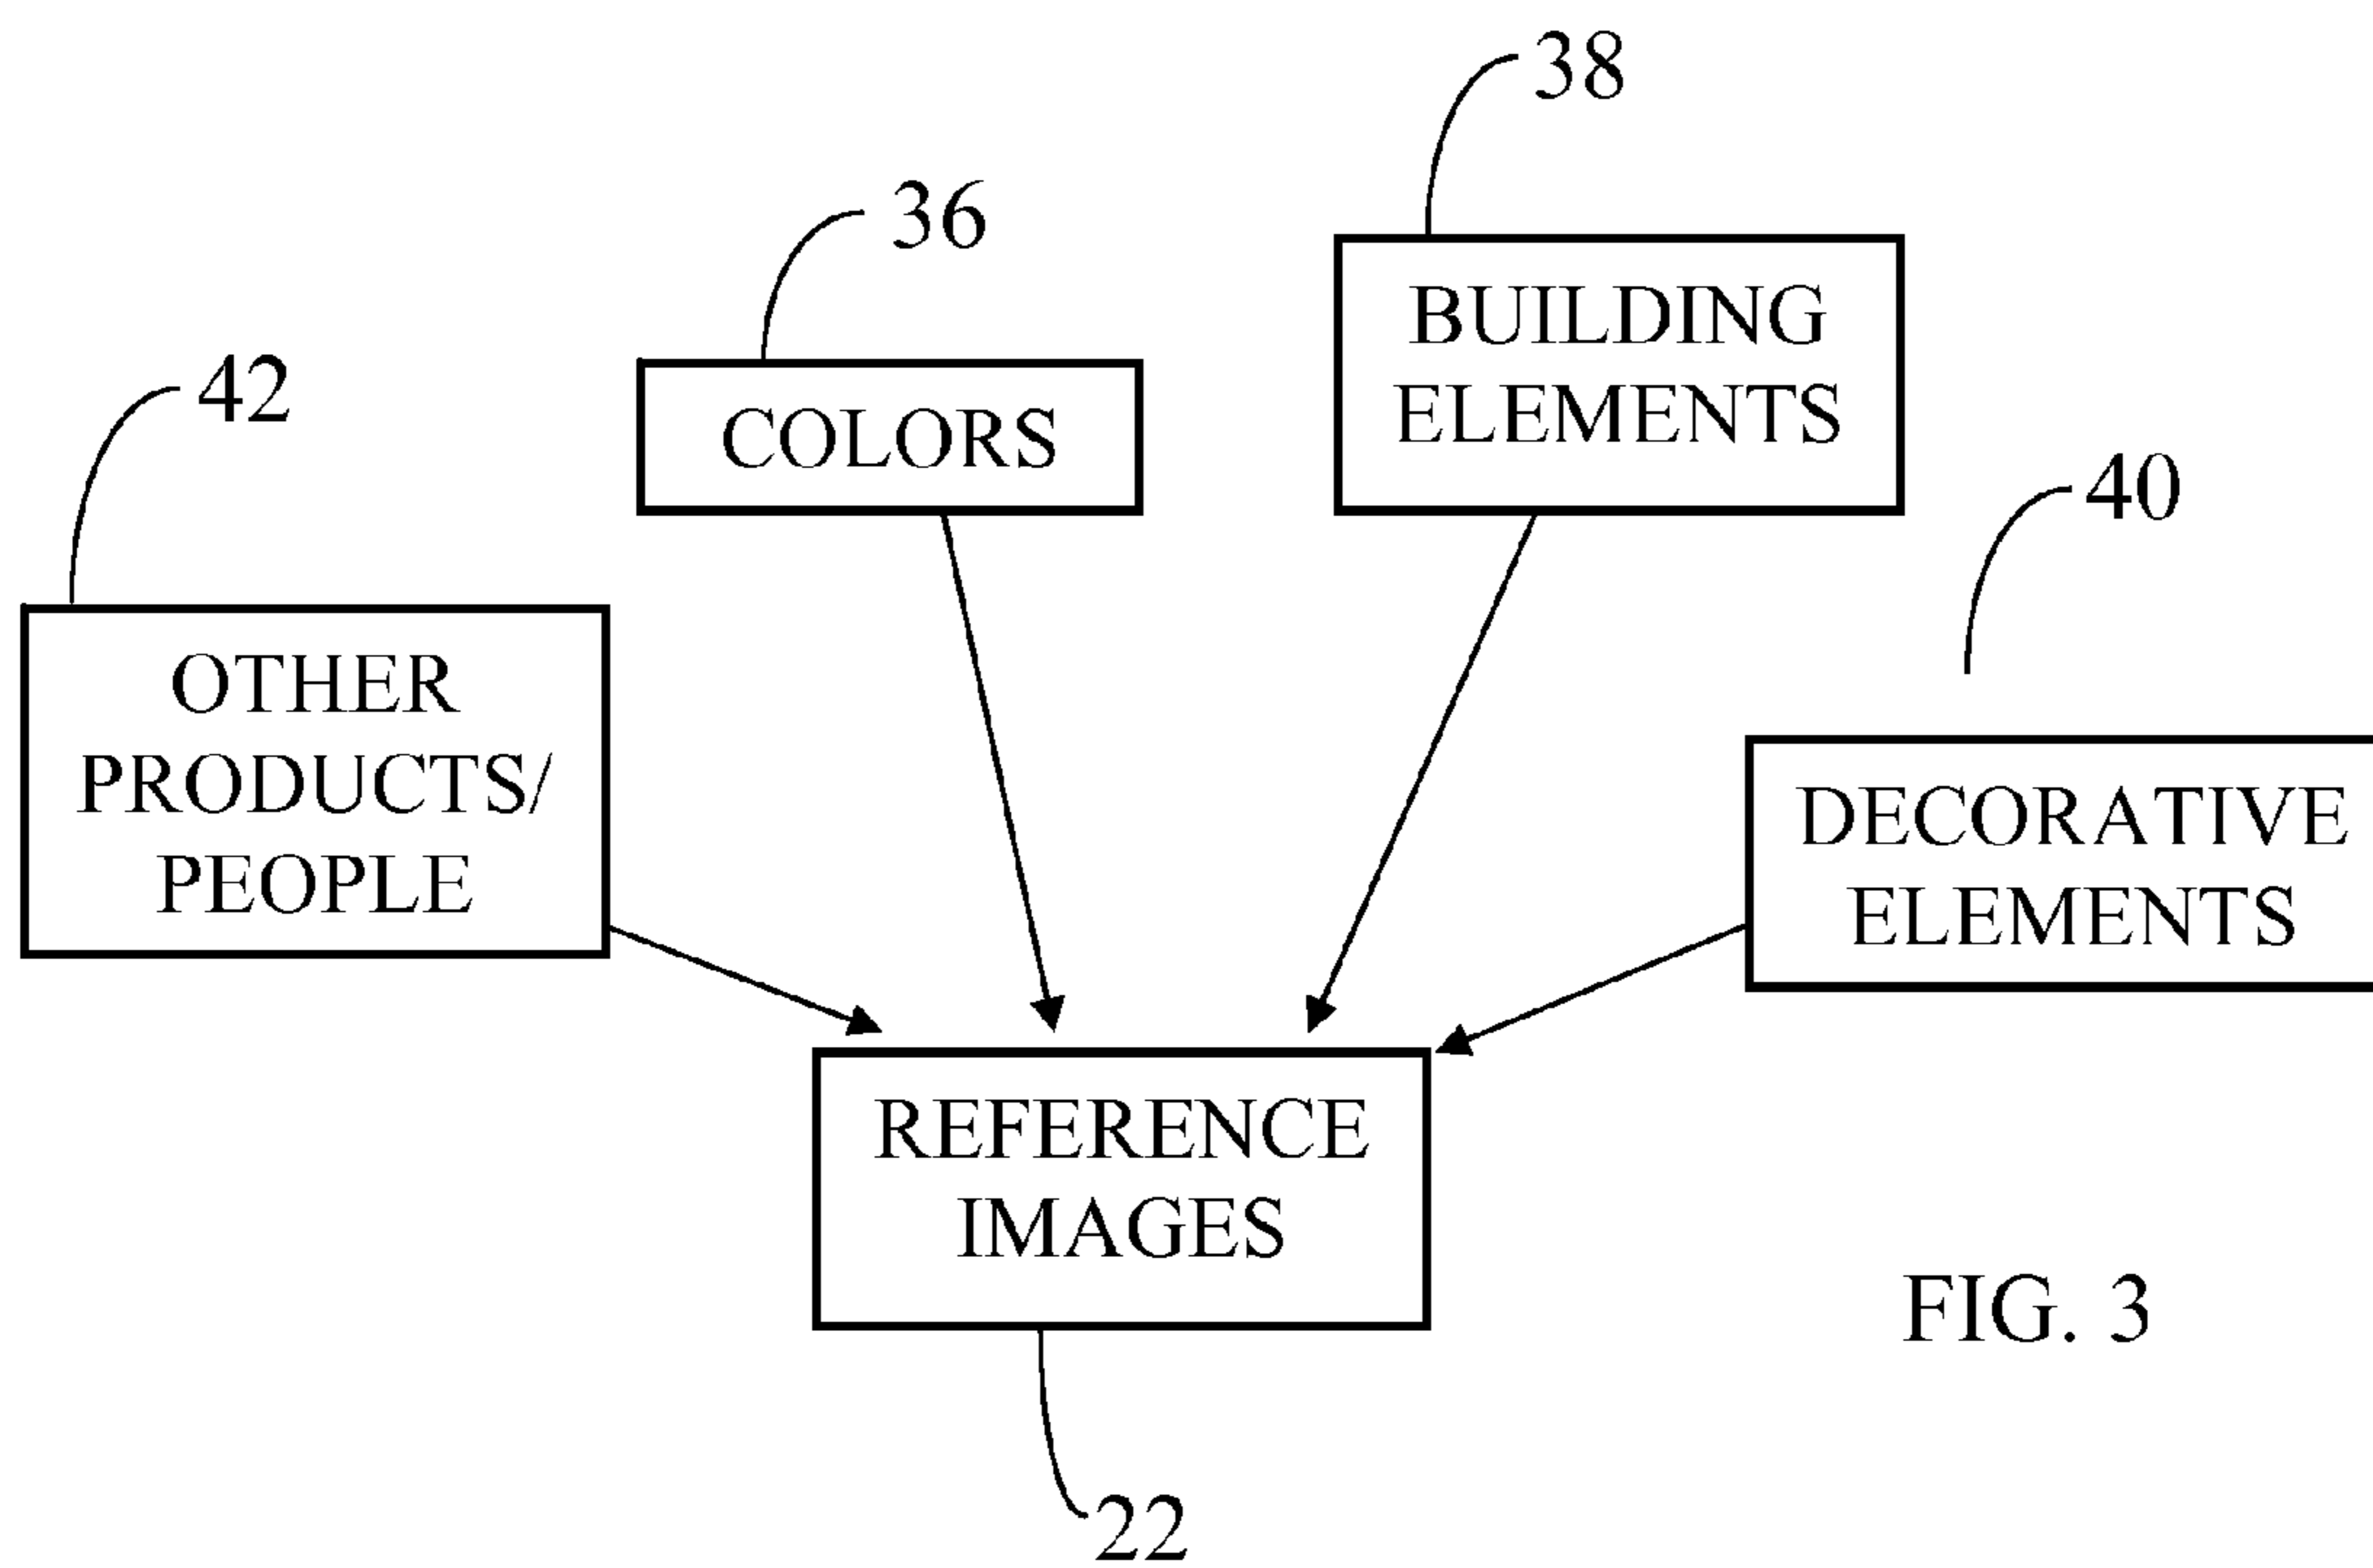 38
36
BUILDING
ELEMENTS
42
COLORS
40
OTHER
PRODUCTS/
PEOPLE
DECORATIVE
ELEMENTS
REFERENCE
IMAGES
FIG. 3
22